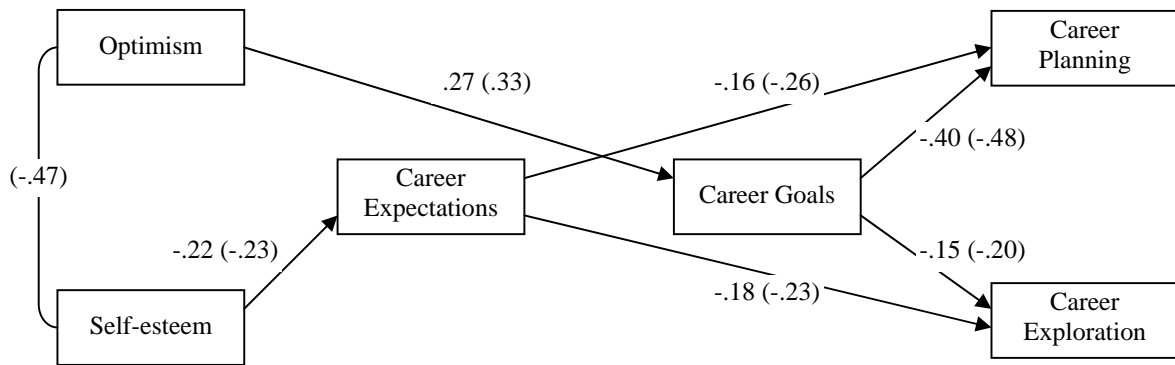 Optimism
Career
Planning
.27 (.33)
-.16 (-.26)
-.40 (-.48)
(-.47)
Career
Expectations
Career Goals
-.22 (-.23)
-.15 (-.20)
-.18 (-.23)
Self-esteem
Career
Exploration